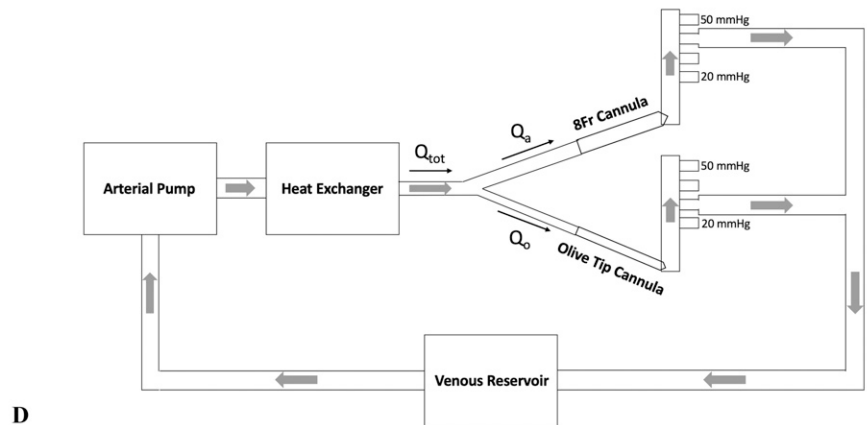 50 mmHg
20 mmHg
8Fr Cannula
Qa
Qtot
Arterial Pump
Heat Exchanger
50 mmHg
20 mmHg
Qo
Olive Tip Cannula
Venous Reservoir
D